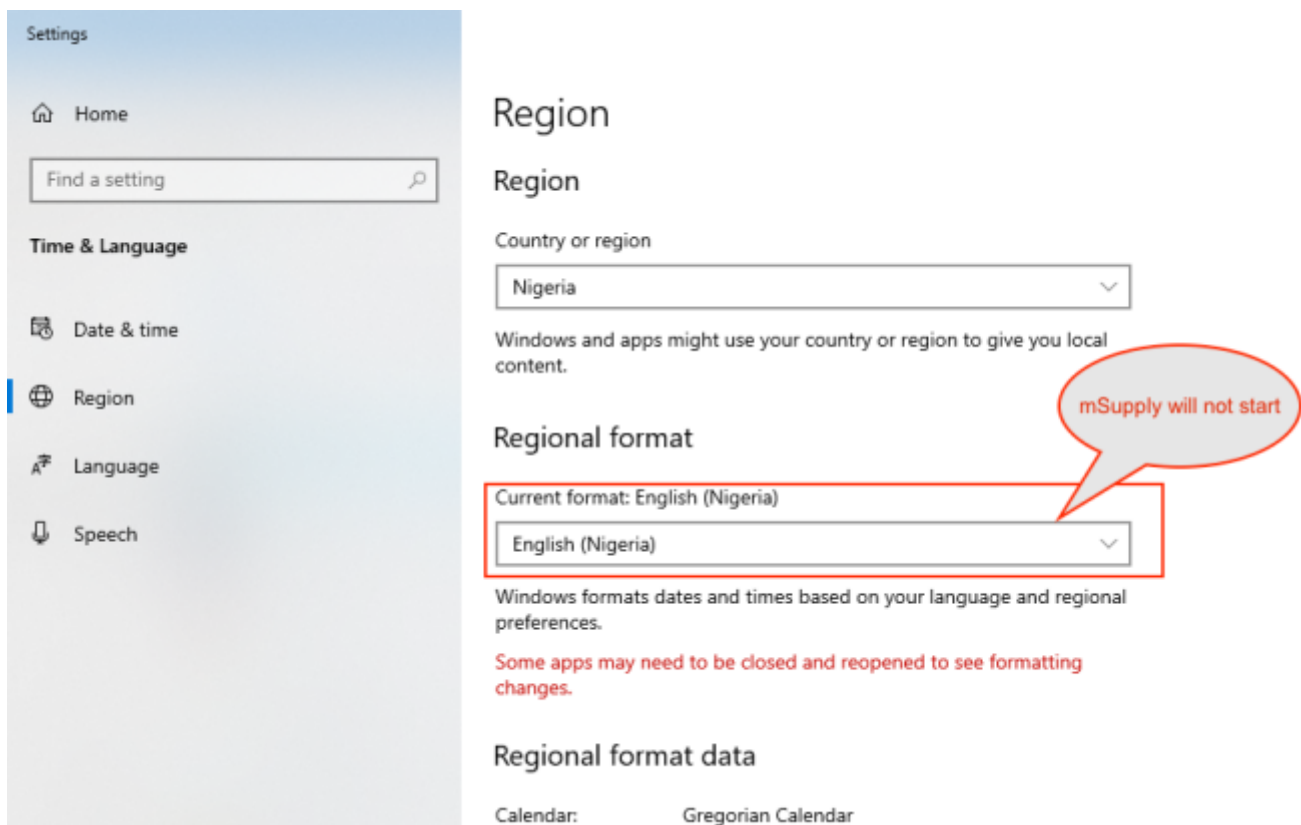 Settings
Home
Find a setting
Time & Language
Date & time
Region
Language
Speech
Region
Region
Country or region
Nigeria
Windows and apps might use your country or region to give you local
content.
mSupply will not start
Regional format
Current format: English (Nigeria)
English (Nigeria)
Windows formats dates and times based on your language and regional
preferences.
Some apps may need to be closed and reopened to see formatting
changes.
Regional format data
Calendar: Gregorian Calendar